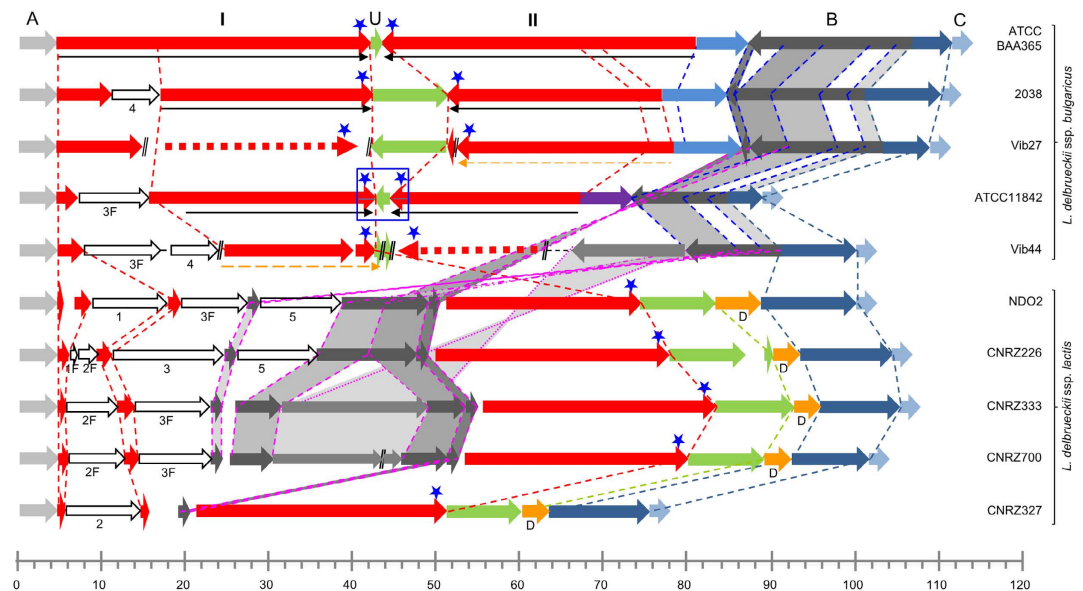 A I U II B C
ATCC
BAA365
4
2038
Vib27
3F
ATCC11842
3F 4
Vib44
L. delbrueckii ssp. bulgaricus
1 3F 5 D
NDO2
1F 2F 3 5 D
CNRZ226
2F 3F D
CNRZ333
2F 3F D
CNRZ700
2 D
CNRZ327
L. delbrueckii ssp. lactis
0 10 20 30 40 50 60 70 80 90 100 110 120